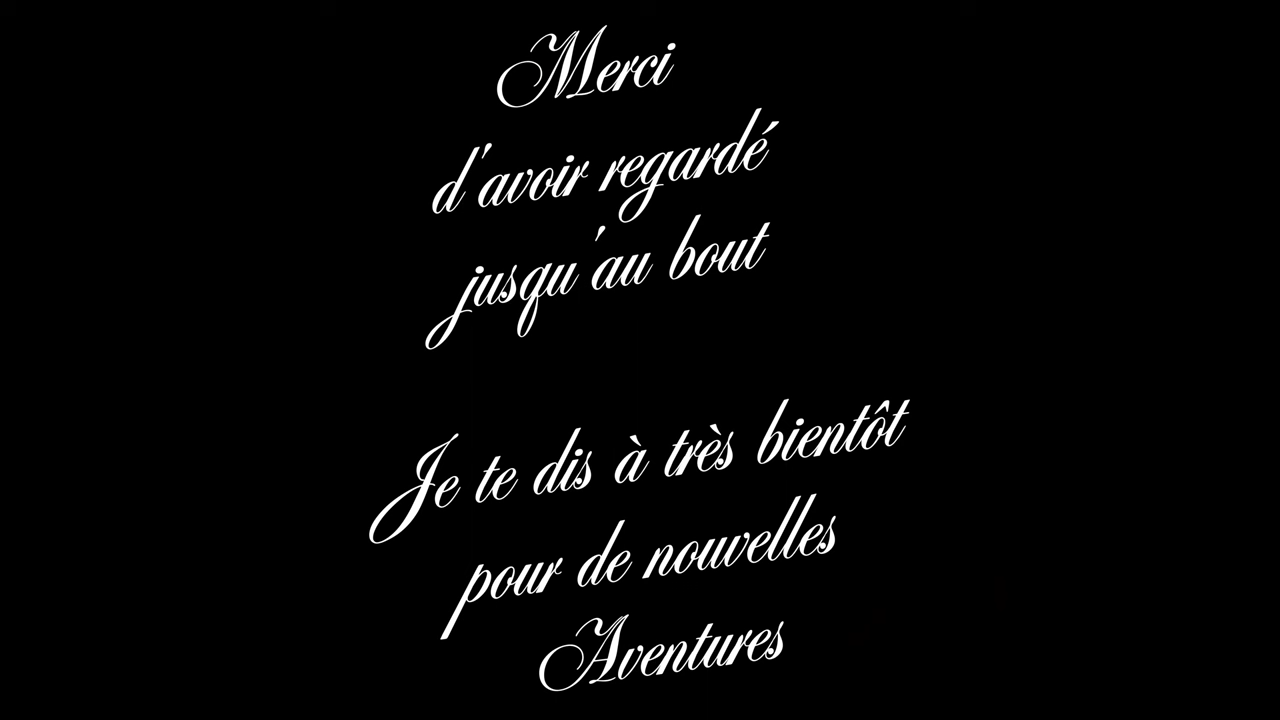 Merci
d'avoir regardé
jusqu'au bout
Je te dis à très bientôt
pour de nouvelles
Aventures